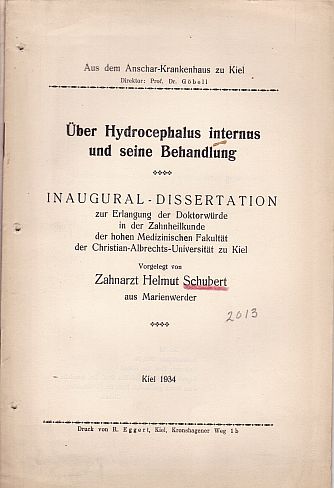 Aus dem Anschar-Krankenhaus zu Kiel
Direktor: Prof. Dr. Göbell
Über Hydrocephalus internus
und seine Behandlung
INAUGURAL - DISSERTATION
zur Erlangung der Doktorwürde
in der Zahnheilkunde
der hohen Medizinischen Fakultät
der Christian-Albrechts-Universität zu Kiel
Vorgelegt von
Zahnarzt Helmut Schubert
aus Marienwerder
2013
Kiel 1934
Druck von R. Eggert, Kiel, Kronshagener Weg 1b